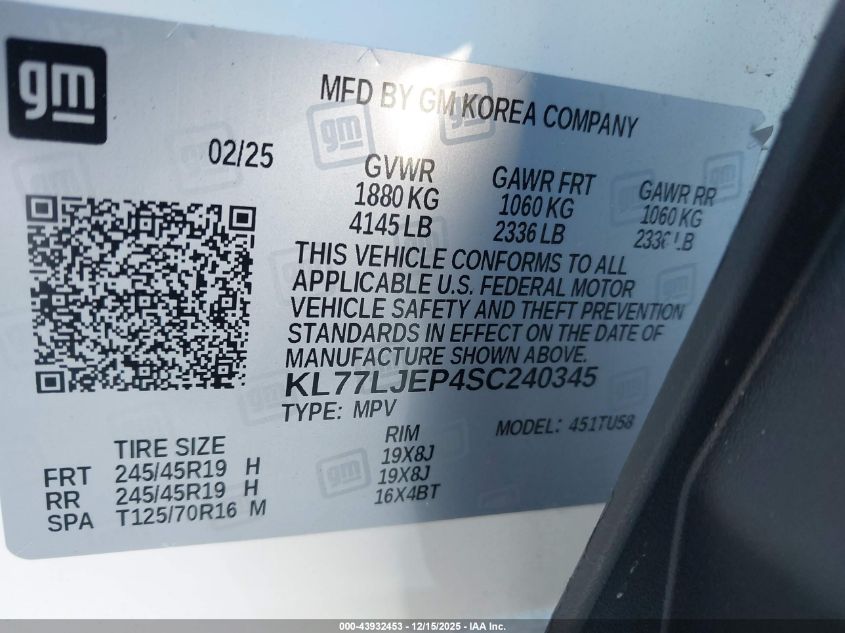 gm
MFD BY GM KOREA COMPANY
02/25
GVWR GAWR FRT GAWR RR
1880 KG 1060 KG 1060 KG
4145 LB 2336 LB 2336 LB
THIS VEHICLE CONFORMS TO ALL
APPLICABLE U.S. FEDERAL MOTOR
VEHICLE SAFETY AND THEFT PREVENTION
STANDARDS IN EFFECT ON THE DATE OF
MANUFACTURE SHOWN ABOVE.
KL77LJEP4SC240345
TYPE: MPV MODEL: 451TU58
TIRE SIZE RIM
FRT 245/45R19 H 19X8J
RR 245/45R19 H 19X8J
SPA T125/70R16 M 16X4BT
000-43932453 - 12/15/2025 - IAA Inc.